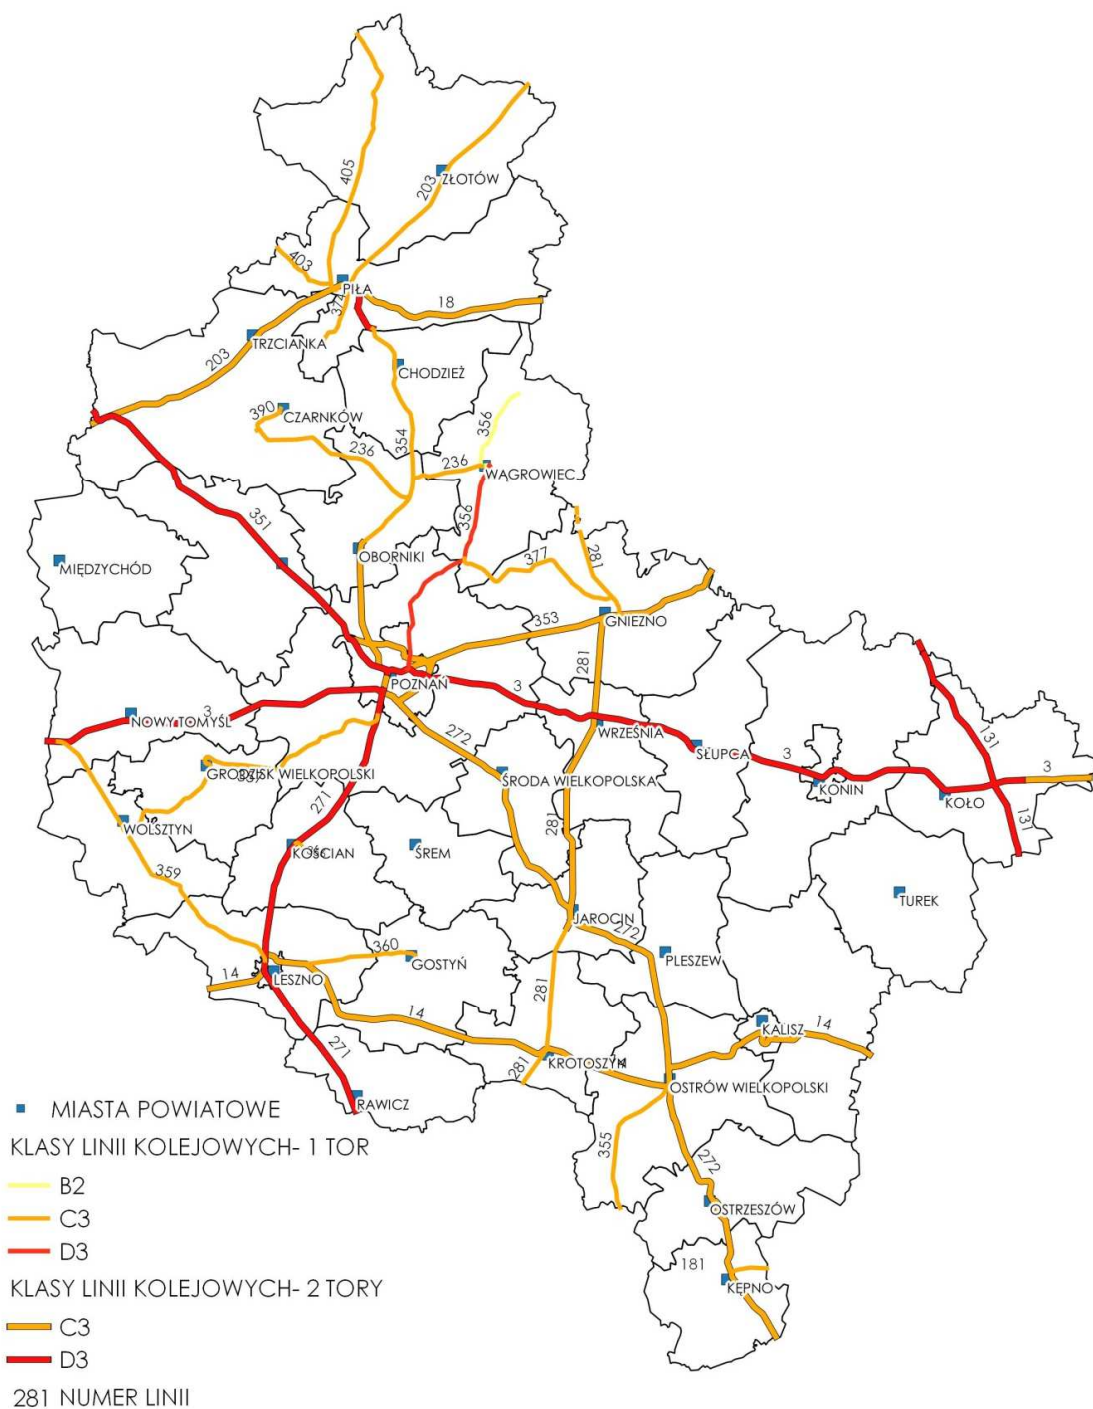 405
203
ZŁOTÓW
403
PIŁA
374
18
TRZCIANKA
203
CHODZIEŻ
390
CZARNKÓW
354
356
236
236
WĄGROWIEC
351
356
OBORNIKI
377
281
MIĘDZYCHÓD
353
GNIEZNO
281
POZNAŃ
3
3
NOWY TOMYŚL
272
WRZEŚNIA
SŁUPCA
3
131
3
GRODZISK WIELKOPOLSKI
ŚRODA WIELKOPOLSKA
KONIN
KOŁO
271
281
131
WOLSZTYN
KOŚCIAN
ŚREM
359
TUREK
JAROCIN
272
360
GOSTYŃ
PLESZEW
14
LESZNO
281
14
KALISZ
14
271
281
KROTOSZYN
OSTRÓW WIELKOPOLSKI
RAWICZ
355
272
OSTRZESZÓW
181
KĘPNO
MIASTA POWIATOWE
KLASY LINII KOLEJOWYCH- 1 TOR
B2
C3
D3
KLASY LINII KOLEJOWYCH- 2 TORY
C3
D3
281 NUMER LINII